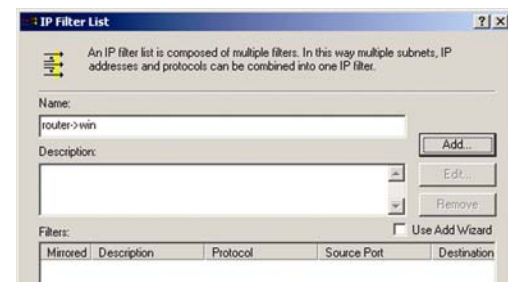 IP Filter List
An IP filter list is composed of multiple filters. In this way multiple subnets, IP
addresses and protocols can be combined into one IP filter.
Name:
router->win
Add...
Description:
Edit...
Remove
Filters:
Use Add Wizard
Mirrored Description Protocol Source Port Destination